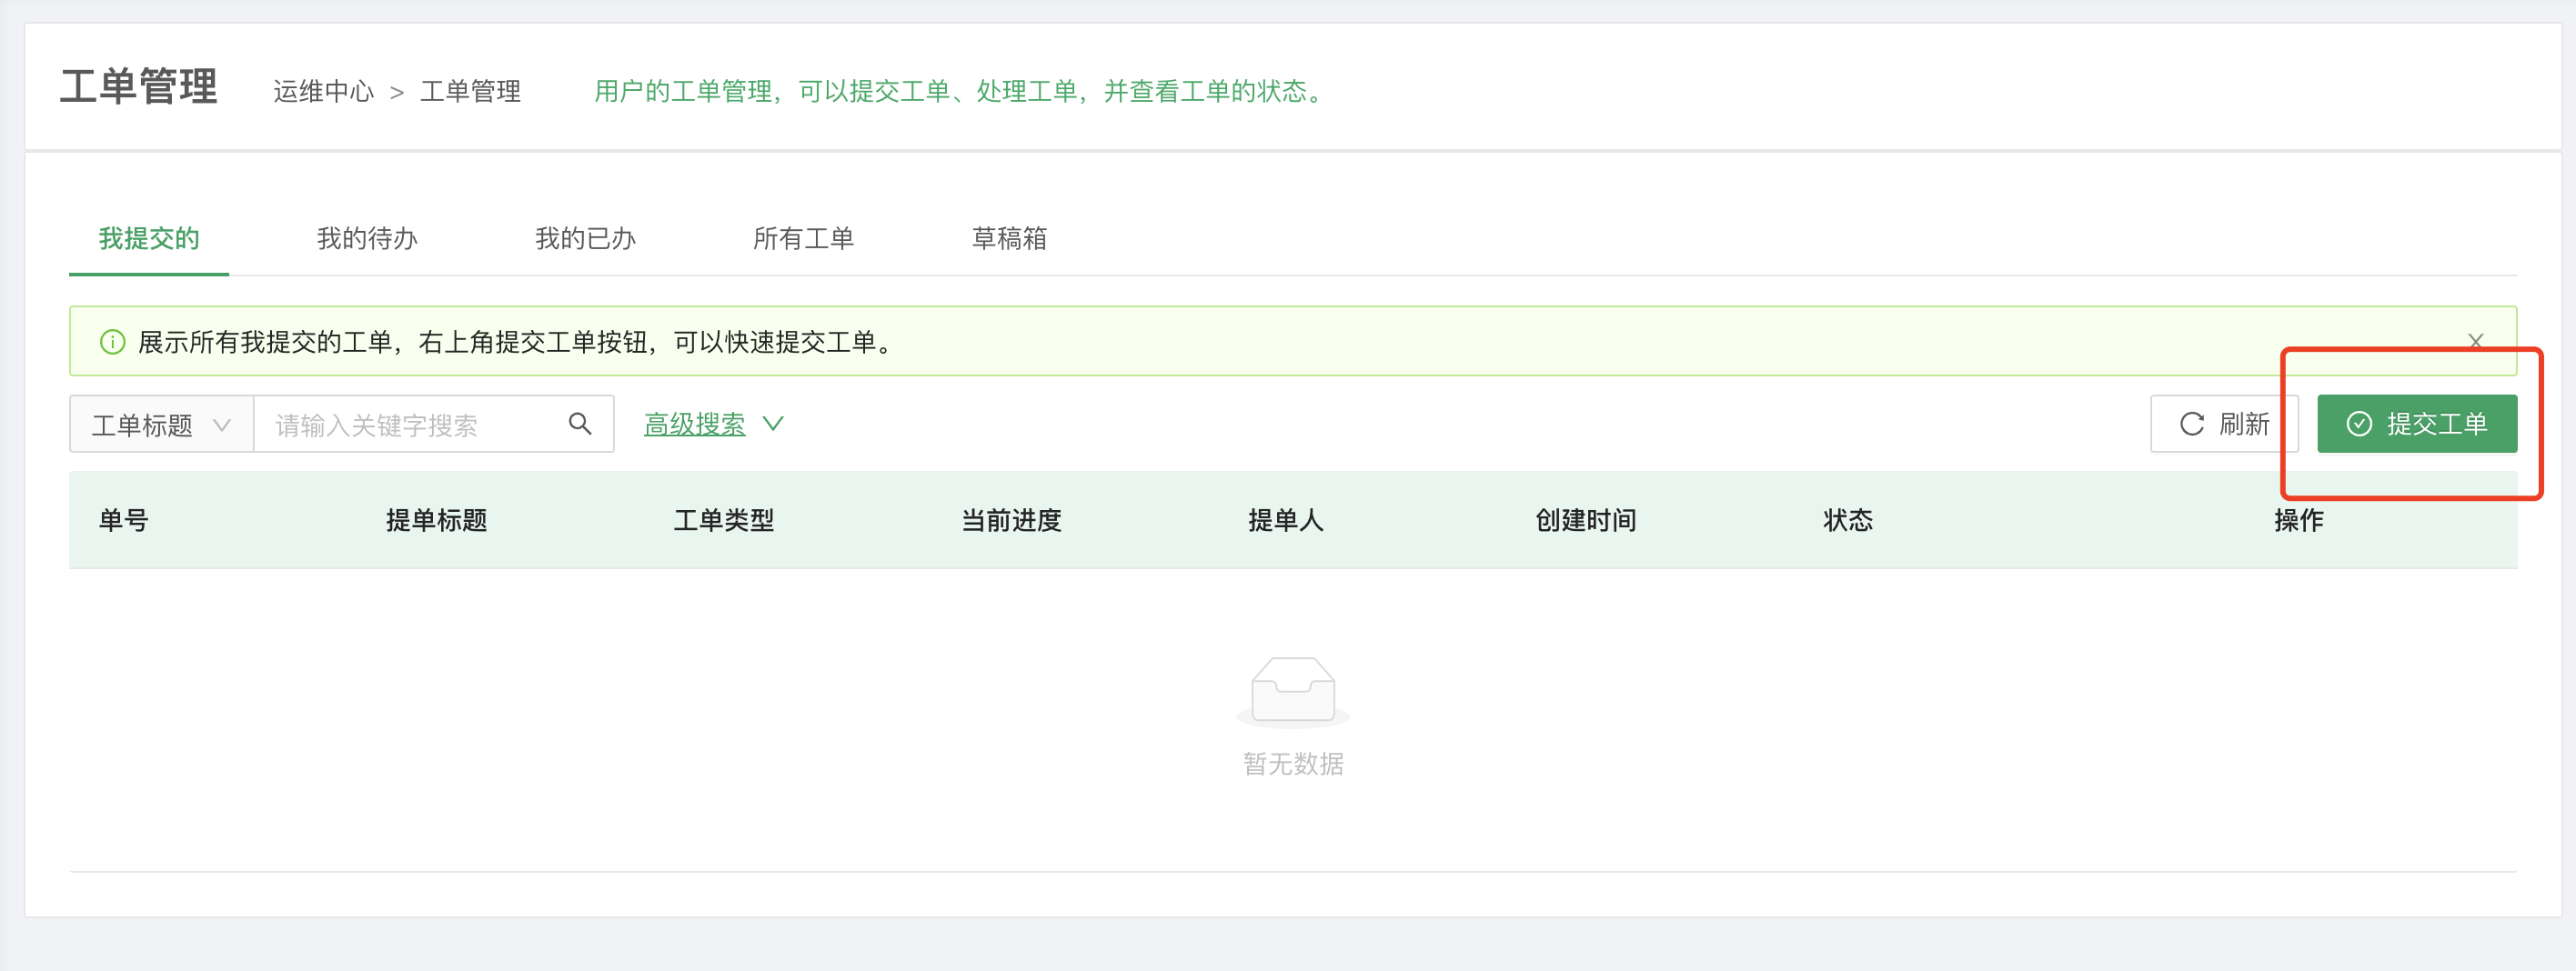 工单管理 运维中心 > 工单管理 用户的工单管理，可以提交工单、处理工单，并查看工单的状态。
我提交的 我的待办 我的已办 所有工单 草稿箱
展示所有我提交的工单，右上角提交工单按钮，可以快速提交工单。
工单标题 请输入关键字搜索 高级搜索 刷新 提交工单
单号 提单标题 工单类型 当前进度 提单人 创建时间 状态 操作
暂无数据